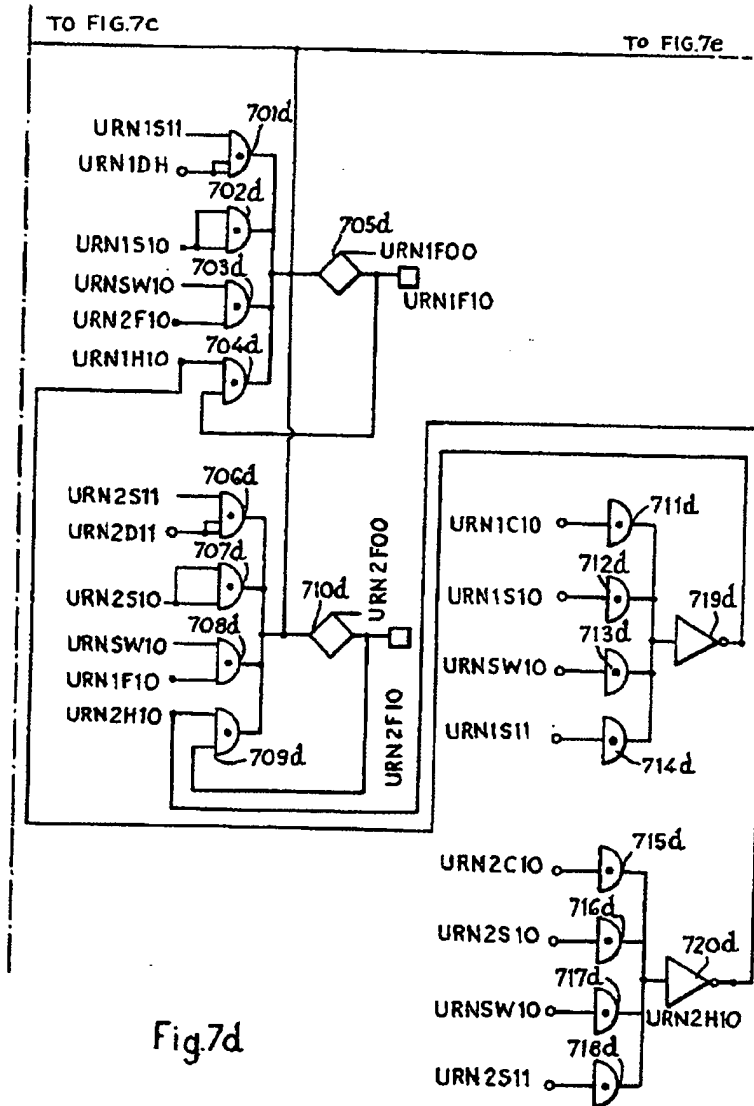 TO FIG.7c
TO FIG.7e
URN1S11
701d
URN1DH
702d
URN1S10
703d
URNSW10
URN2F10
704d
URN1H10
705d
URN1F00
URN1F10
URN2S11
706d
URN2D11
707d
URN2S10
708d
URNSW10
URN1F10
URN2H10
709d
710d
URN2F00
URN2F10
URN1C10
711d
URN1S10
712d
URNSW10
713d
URN1S11
714d
719d
URN2C10
715d
URN2S10
716d
URNSW10
717d
URN2S11
718d
720d
URN2H10
Fig.7d